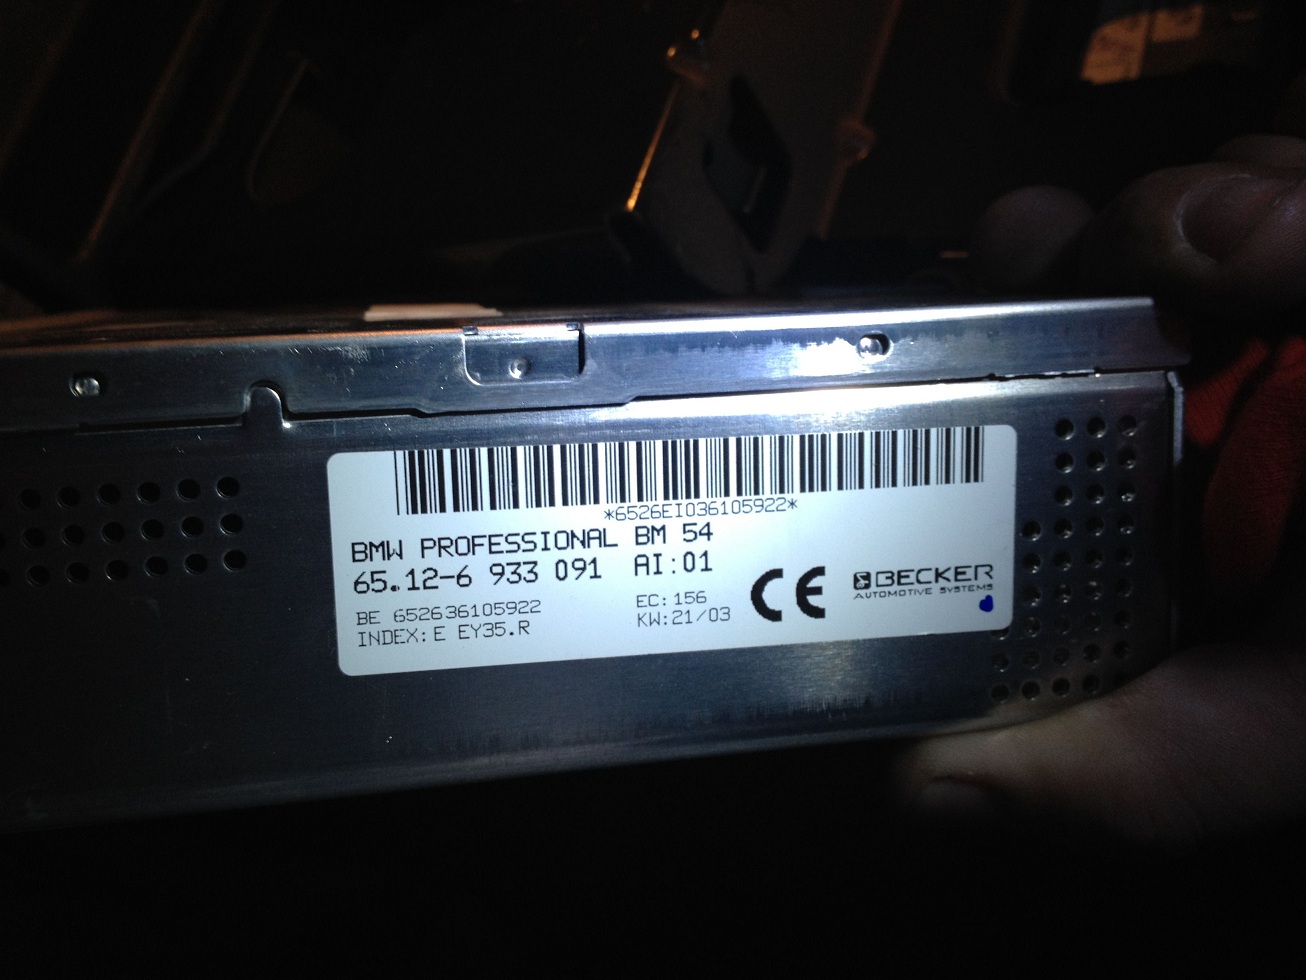 *6526EI036105922*
BMW PROFESSIONAL BM 54
65.12-6 933 091 AI:01
BE 652636105922
INDEX: E EY35.R
EC: 156
KW:21/03
CE
BECKER
AUTOMOTIVE SYSTEMS